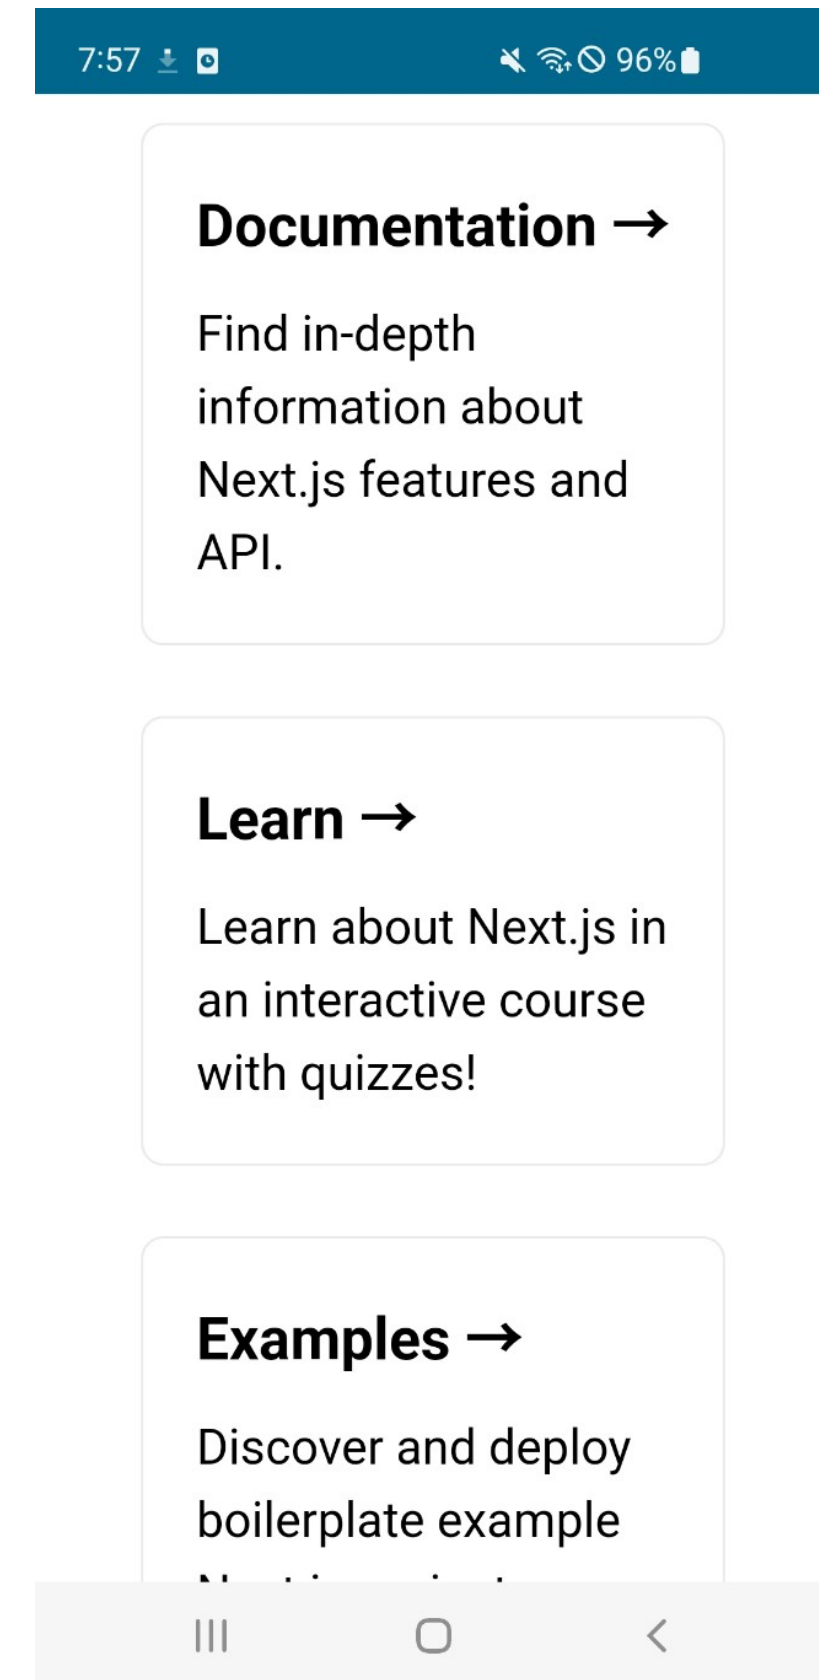 7:57 96%
Documentation →
Find in-depth
information about
Next.js features and
API.
Learn →
Learn about Next.js in
an interactive course
with quizzes!
Examples →
Discover and deploy
boilerplate example